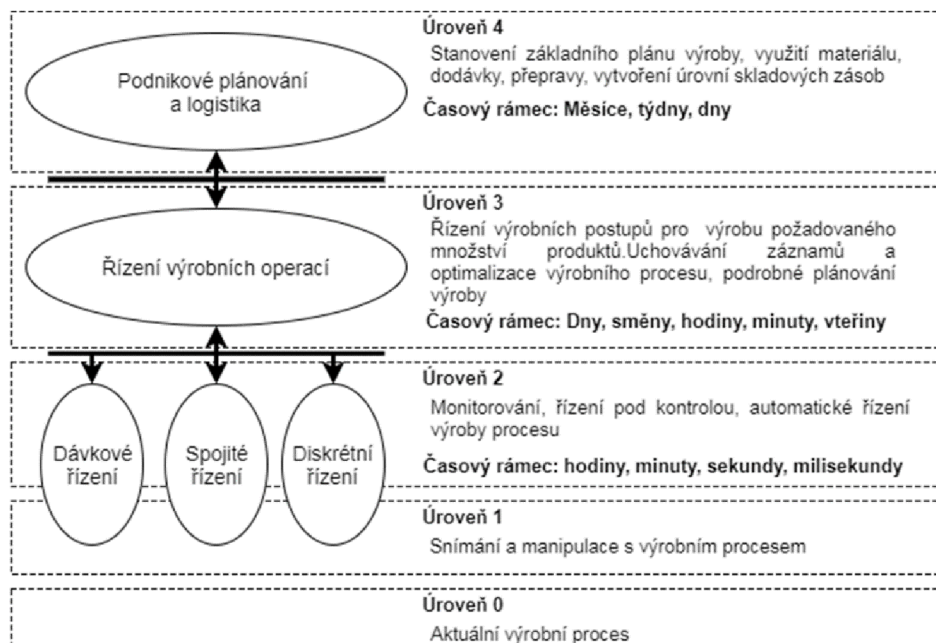 Úroveň 4
Podnikové plánování
a logistika
Stanovení základního plánu výroby, využití materiálu,
dodávky, přepravy, vytvoření úrovní skladových zásob
Časový rámec: Měsíce, týdny, dny
Úroveň 3
Řízení výrobních operací
Řízení výrobních postupů pro výrobu požadovaného
množství produktů.Uchovávání záznamů a
optimalizace výrobního procesu, podrobné plánování
výroby
Časový rámec: Dny, směny, hodiny, minuty, vteřiny
Úroveň 2
Dávkové
řízení
Spojité
řízení
Diskrétní
řízení
Monitorování, řízení pod kontrolou, automatické řízení
výroby procesu
Časový rámec: hodiny, minuty, sekundy, milisekundy
Úroveň 1
Snímání a manipulace s výrobním procesem
Úroveň 0
Aktuální výrobní proces